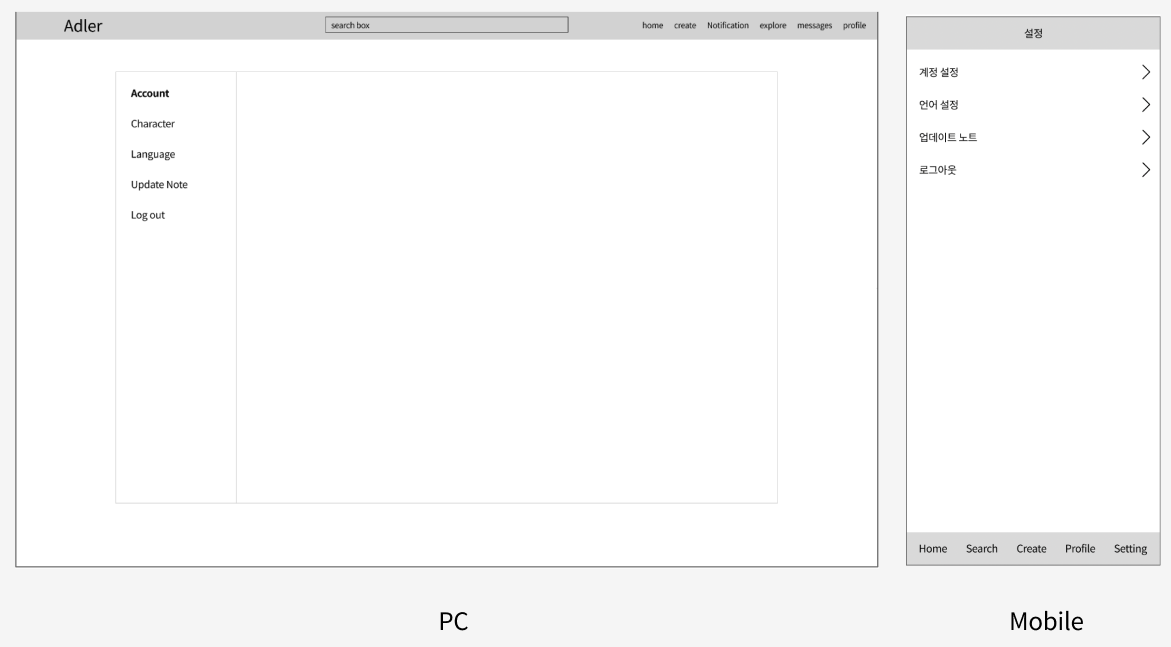 Adler
search box
home create Notification explore messages profile
Account
Character
Language
Update Note
Log out
PC
설정
계정 설정
언어 설정
업데이트 노트
로그아웃
Home Search Create Profile Setting
Mobile